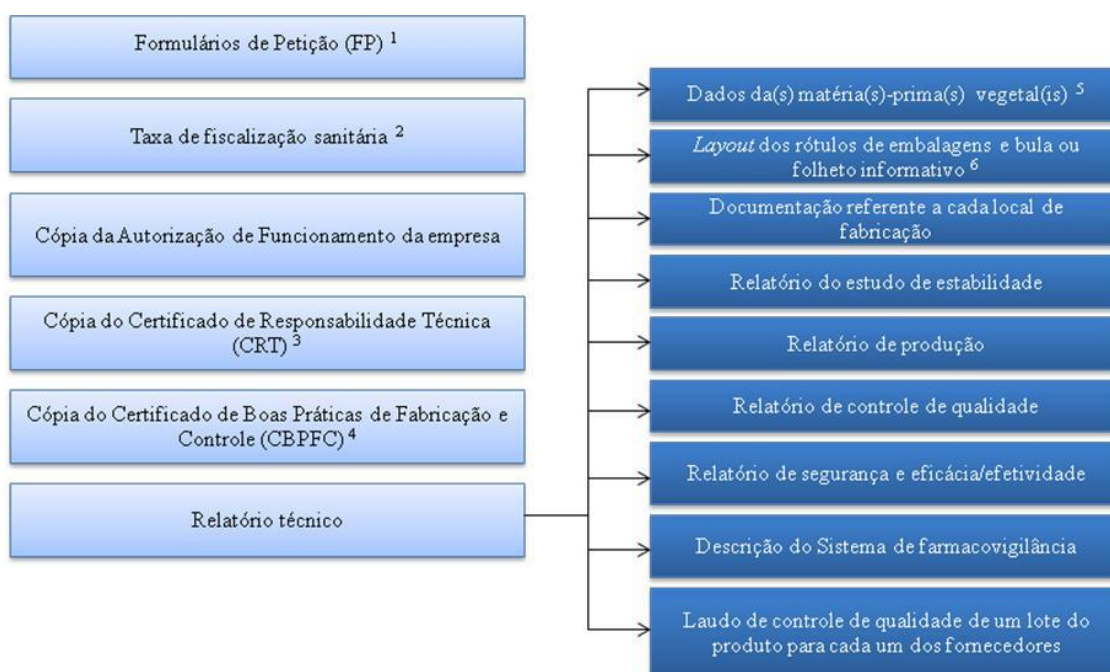 Formulários de Petição (FP) 1
Taxa de fiscalização sanitária 2
Cópia da Autorização de Funcionamento da empresa
Cópia do Certificado de Responsabilidade Técnica
(CRT) 3
Cópia do Certificado de Boas Práticas de Fabricação e
Controle (CBPFC) 4
Relatório técnico
Dados da(s) matéria(s)-prima(s) vegetal(is) 5
Layout dos rótulos de embalagens e bula ou
folheto informativo 6
Documentação referente a cada local de
fabricação
Relatório do estudo de estabilidade
Relatório de produção
Relatório de controle de qualidade
Relatório de segurança e eficácia/efetividade
Descrição do Sistema de farmacovigilância
Laudo de controle de qualidade de um lote do
produto para cada um dos fornecedores